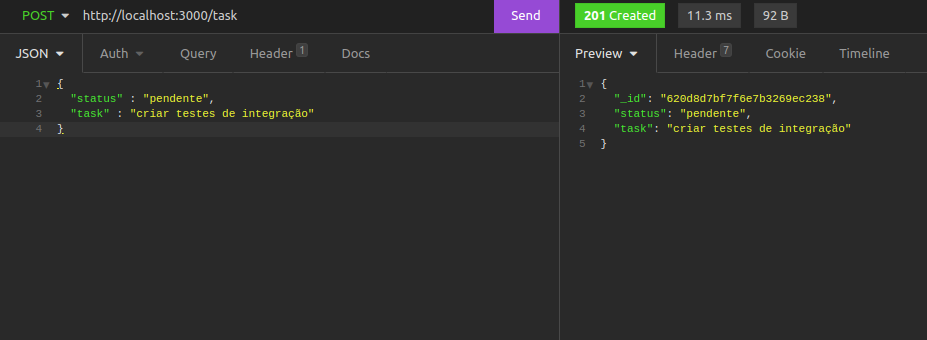 POST http://localhost:3000/task Send 201 Created 11.3 ms 92 B
JSON Auth Query Header 1 Docs Preview Header 7 Cookie Timeline
1 {
2 "status" : "pendente",
3 "task" : "criar testes de integração"
4 }
1 {
2 "_id": "620d8d7bf7f6e7b3269ec238",
3 "status": "pendente",
4 "task": "criar testes de integração"
5 }